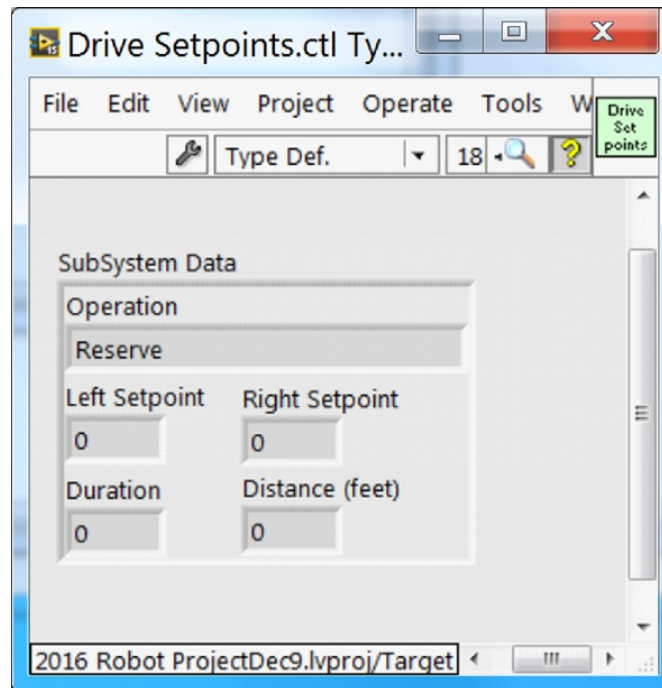 Drive Setpoints.ctl Ty...
File Edit View Project Operate Tools W
Drive
Set
points
Type Def.
18
?
SubSystem Data
Operation
Reserve
Left Setpoint Right Setpoint
0 0
Duration Distance (feet)
0 0
2016 Robot ProjectDec9.lvproj/Target